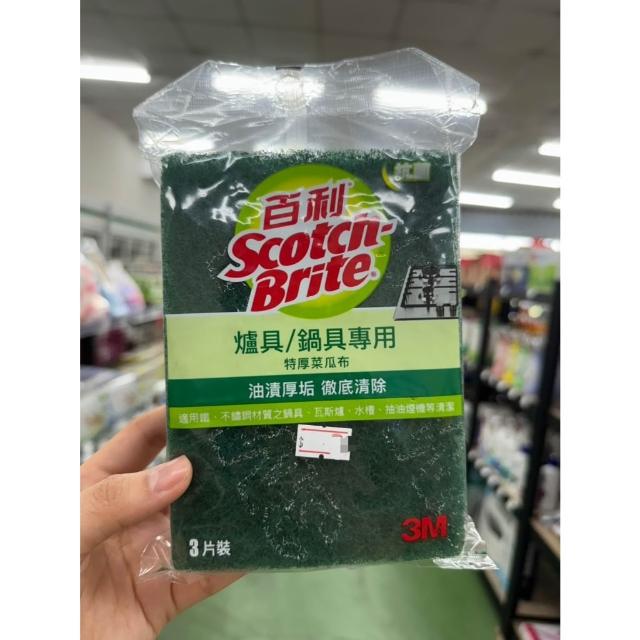 抗菌
百利
Scotch-
Brite
爐具/鍋具專用
特厚菜瓜布
油漬厚垢 徹底清除
適用鐵、不鏽鋼材質之鍋具、瓦斯爐、水槽、抽油煙機等清潔
3片裝
3M